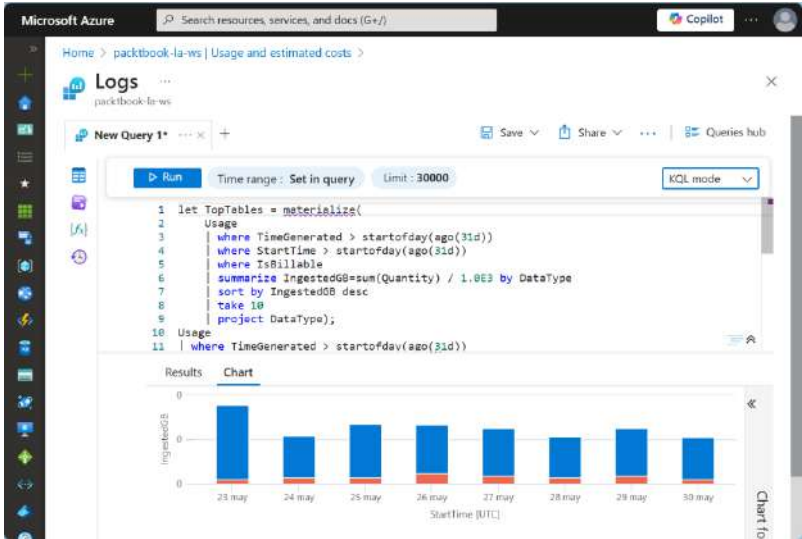 Microsoft Azure
Search resources, services, and docs (G+/)
Copilot
Home > packtbook-la-ws | Usage and estimated costs >
Logs
packtbook-la-ws
New Query 1*
Save
Share
Queries hub
Run
Time range : Set in query
Limit : 30000
KQL mode
1 let TopTables = materialize(
2 Usage
3 | where TimeGenerated > startofday(ago(31d))
4 | where StartTime > startofday(ago(31d))
5 | where IsBillable
6 | summarize IngestedGB=sum(Quantity) / 1.0E3 by DataType
7 | sort by IngestedGB desc
8 | take 10
9 | project DataType);
10 Usage
11 | where TimeGenerated > startofday(ago(31d))
Results Chart
IngestedGB
0
0
0
23 may 24 may 25 may 26 may 27 may 28 may 29 may 30 may
StartTime [UTC]
Chart fo